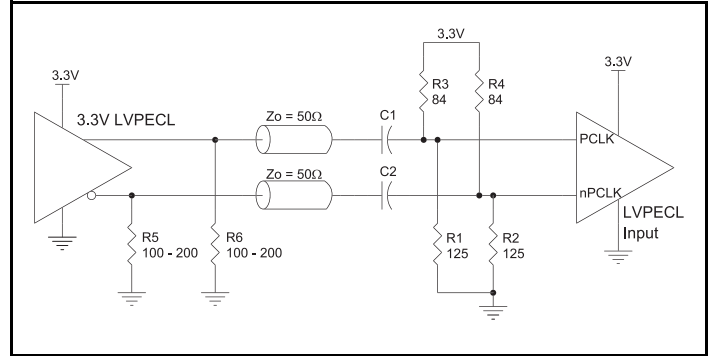 3.3V
3.3V
3.3V
3.3V LVPECL
R3
84
R4
84
Zo = 50Ω
C1
PCLK
Zo = 50Ω
C2
nPCLK
LVPECL
Input
R5
100 - 200
R6
100 - 200
R1
125
R2
125